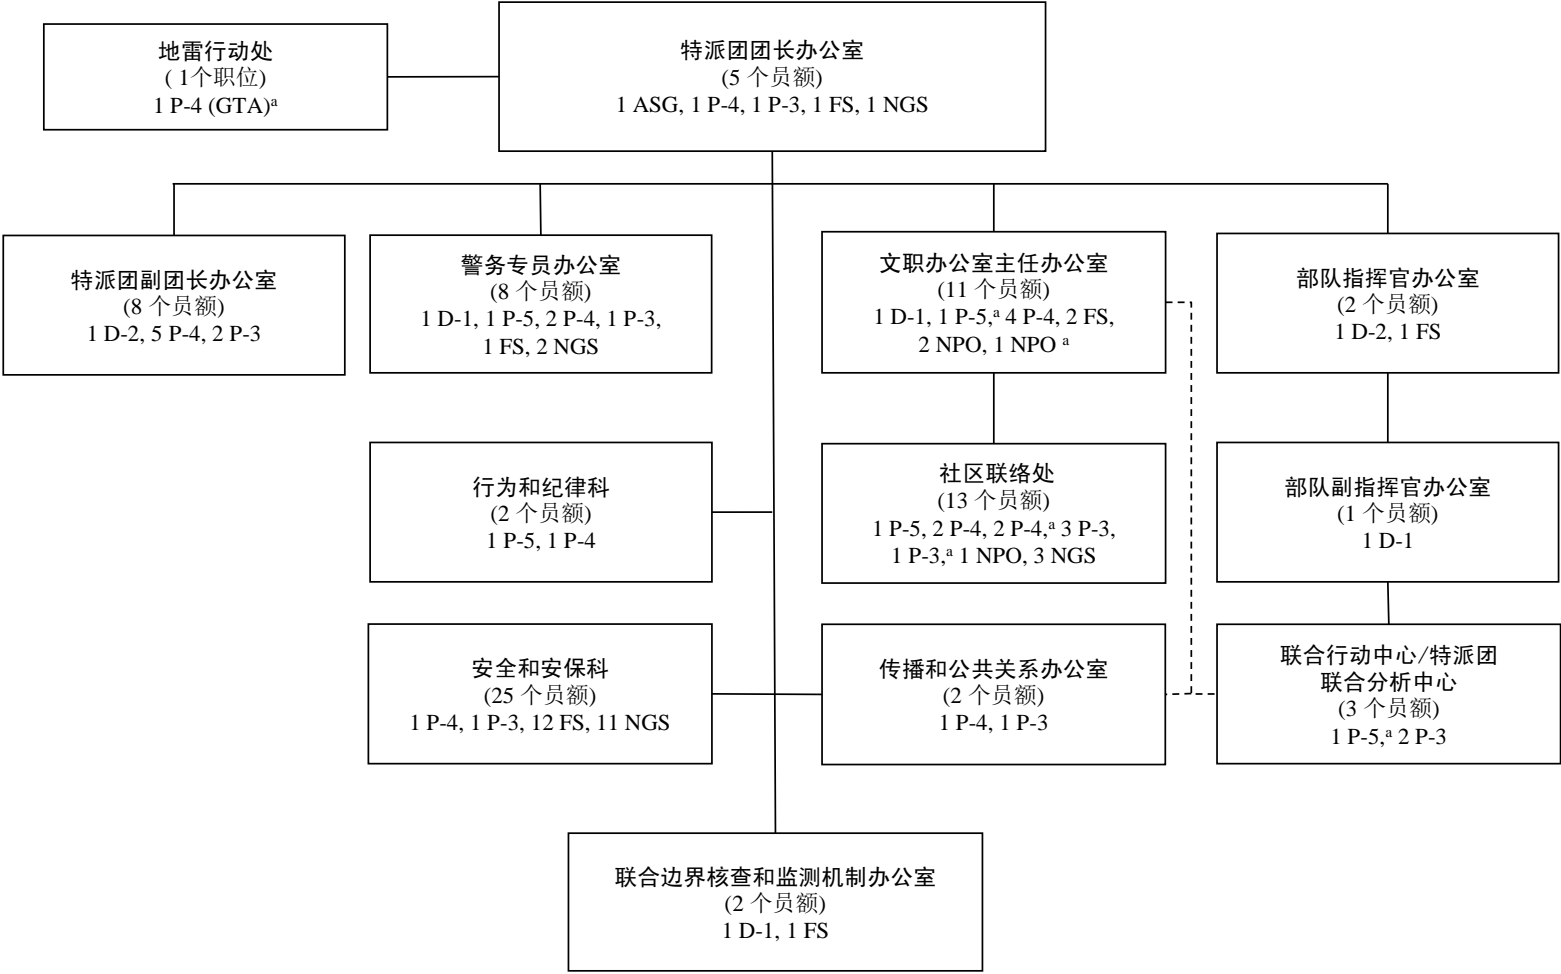 地雷行动处
( 1个职位)
1 P-4 (GTA)ᵃ
特派团团长办公室
(5 个员额)
1 ASG, 1 P-4, 1 P-3, 1 FS, 1 NGS
特派团副团长办公室
(8 个员额)
1 D-2, 5 P-4, 2 P-3
警务专员办公室
(8 个员额)
1 D-1, 1 P-5, 2 P-4, 1 P-3,
1 FS, 2 NGS
文职办公室主任办公室
(11 个员额)
1 D-1, 1 P-5,ᵃ 4 P-4, 2 FS,
2 NPO, 1 NPO ᵃ
部队指挥官办公室
(2 个员额)
1 D-2, 1 FS
行为和纪律科
(2 个员额)
1 P-5, 1 P-4
社区联络处
(13 个员额)
1 P-5, 2 P-4, 2 P-4,ᵃ 3 P-3,
1 P-3,ᵃ 1 NPO, 3 NGS
部队副指挥官办公室
(1 个员额)
1 D-1
安全和安保科
(25 个员额)
1 P-4, 1 P-3, 12 FS, 11 NGS
传播和公共关系办公室
(2 个员额)
1 P-4, 1 P-3
联合行动中心/特派团
联合分析中心
(3 个员额)
1 P-5,ᵃ 2 P-3
联合边界核查和监测机制办公室
(2 个员额)
1 D-1, 1 FS